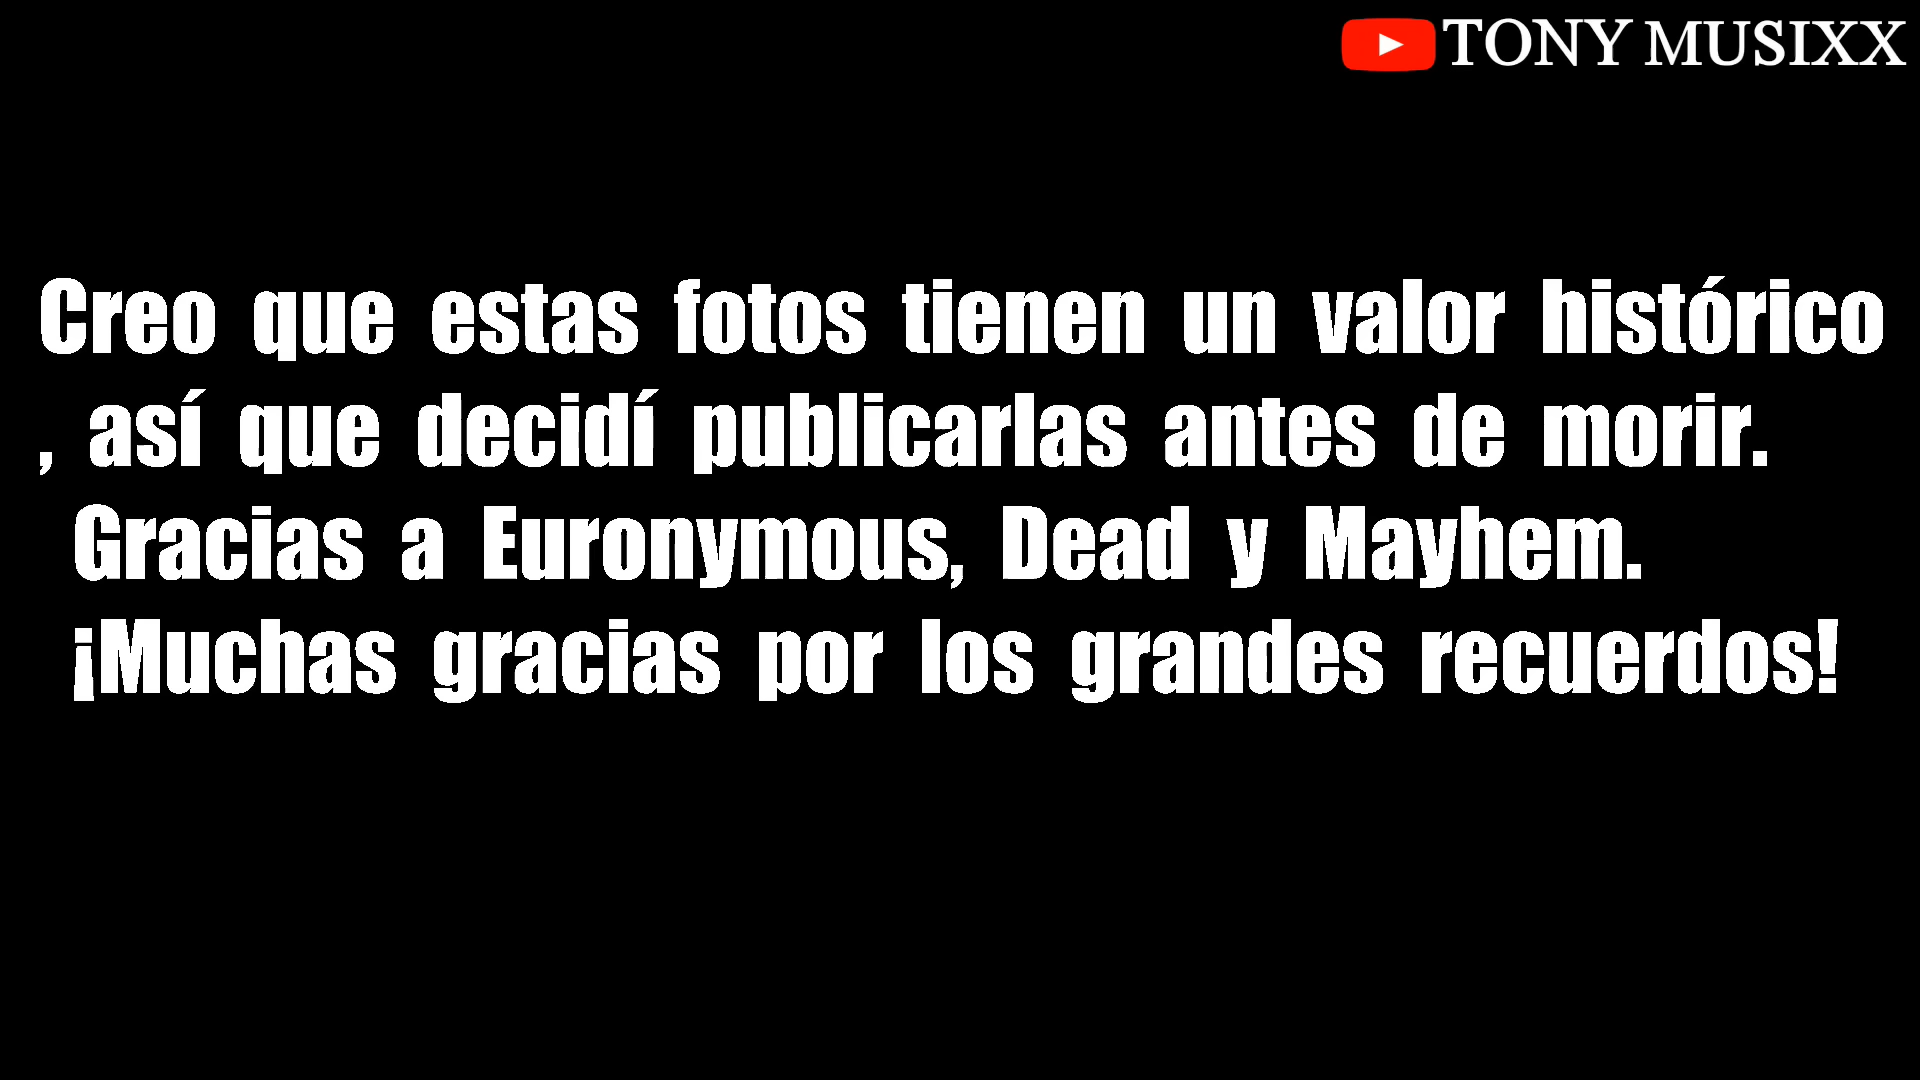 TONY MUSIXX
Creo que estas fotos tienen un valor histórico
, así que decidí publicarlas antes de morir.
Gracias a Euronymous, Dead y Mayhem.
¡Muchas gracias por los grandes recuerdos!